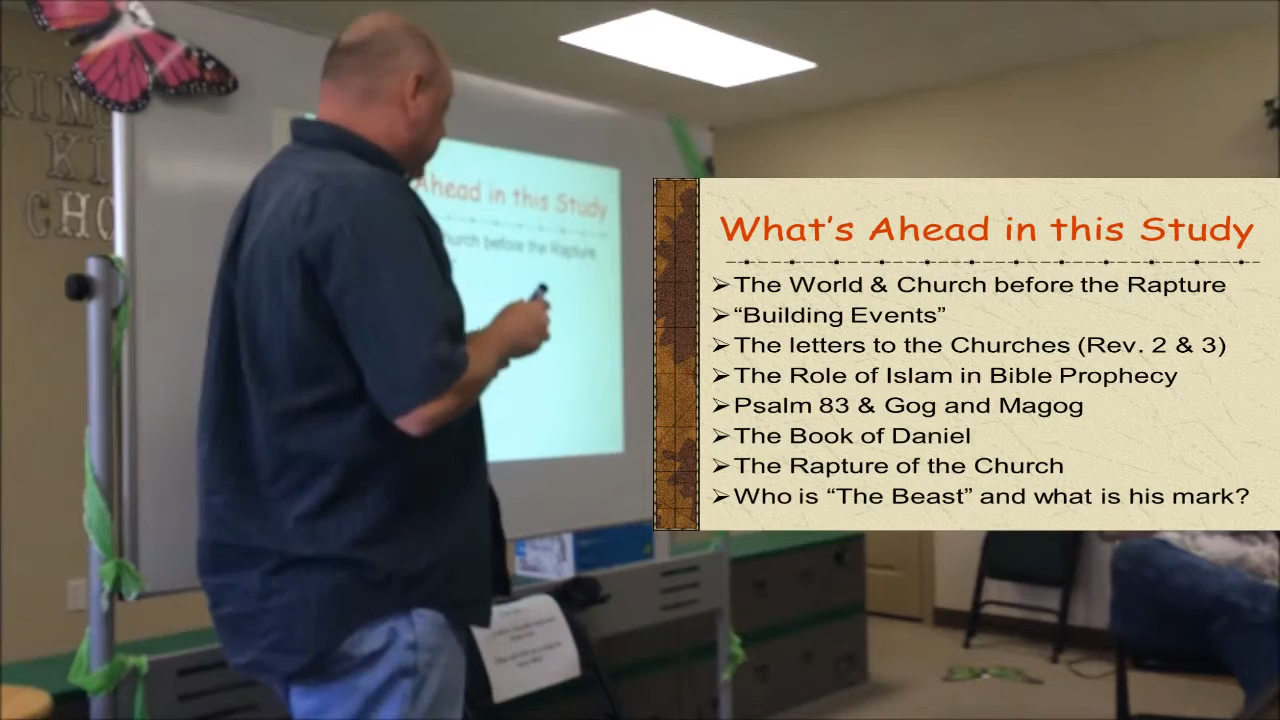 KI
CHO
Ahead in this Study
Church before the Rapture
What's Ahead in this Study
The World & Church before the Rapture
“Building Events”
The letters to the Churches (Rev. 2 & 3)
The Role of Islam in Bible Prophecy
Psalm 83 & Gog and Magog
The Book of Daniel
The Rapture of the Church
Who is “The Beast” and what is his mark?